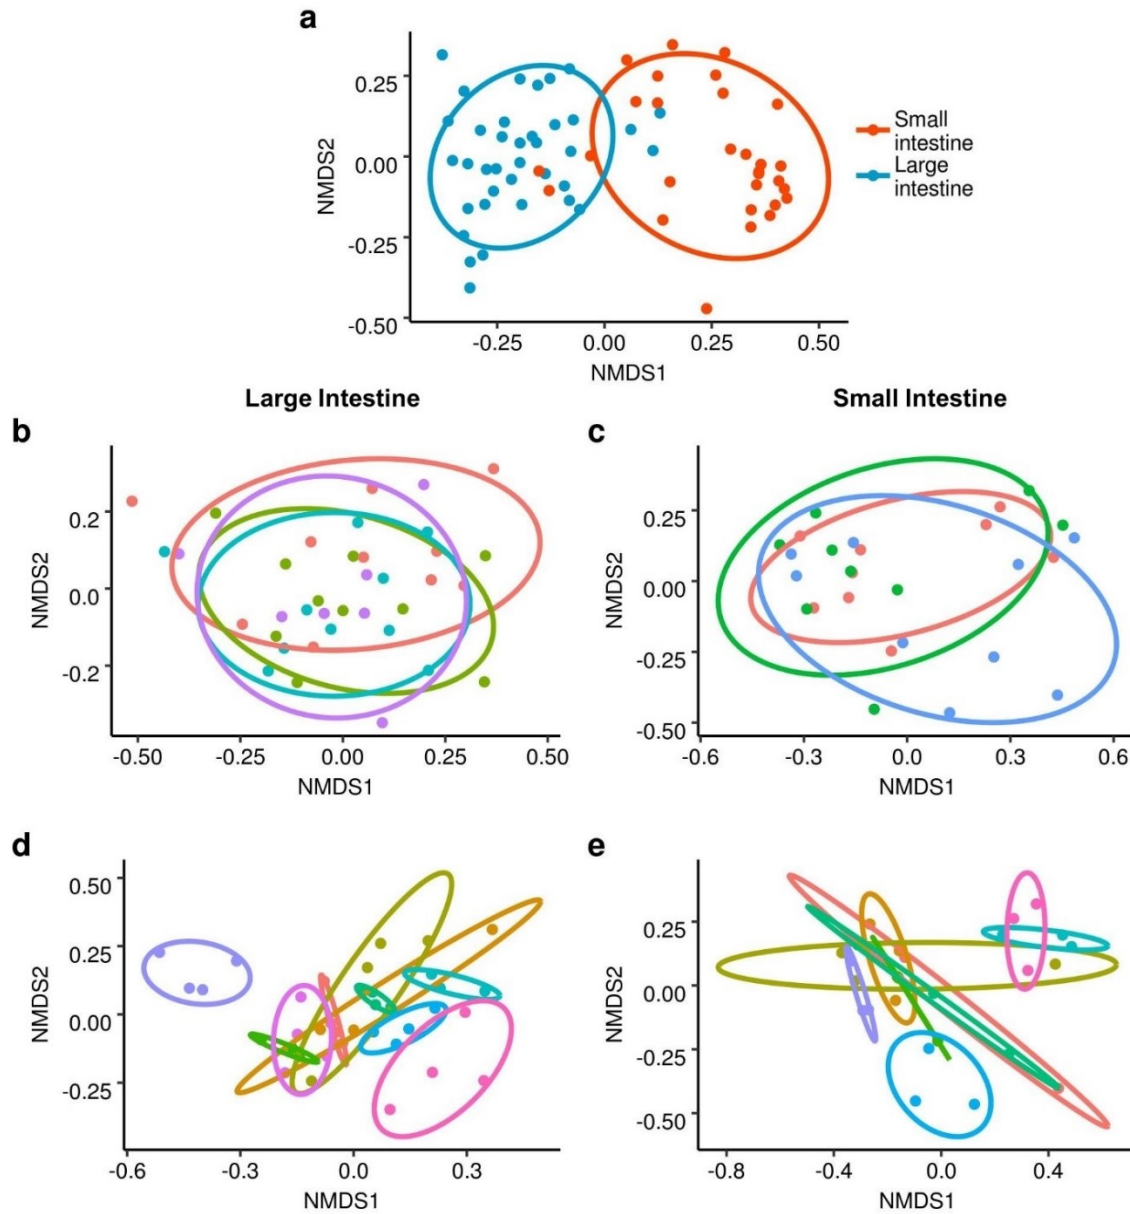 a
0.25
0.00
-0.25
-0.50
NMDS2
-0.25
0.00
0.25
0.50
NMDS1
Small
intestine
Large
intestine
Large Intestine
Small Intestine
b
0.2
0.0
-0.2
NMDS2
-0.50
-0.25
0.00
0.25
0.50
NMDS1
c
0.25
0.00
-0.25
-0.50
NMDS2
-0.6
-0.3
0.0
0.3
0.6
NMDS1
d
0.50
0.25
0.00
-0.25
NMDS2
-0.6
-0.3
0.0
0.3
NMDS1
e
0.25
0.00
-0.25
-0.50
NMDS2
-0.8
-0.4
0.0
0.4
NMDS1